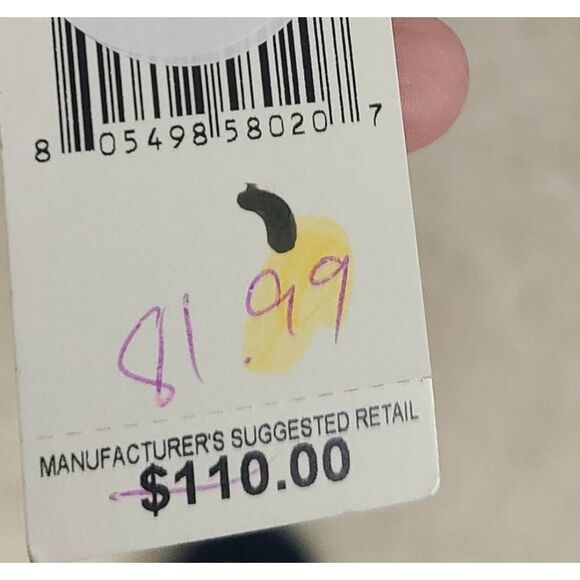 8 05498 58020 7
81.99
MANUFACTURER'S SUGGESTED RETAIL
$110.00